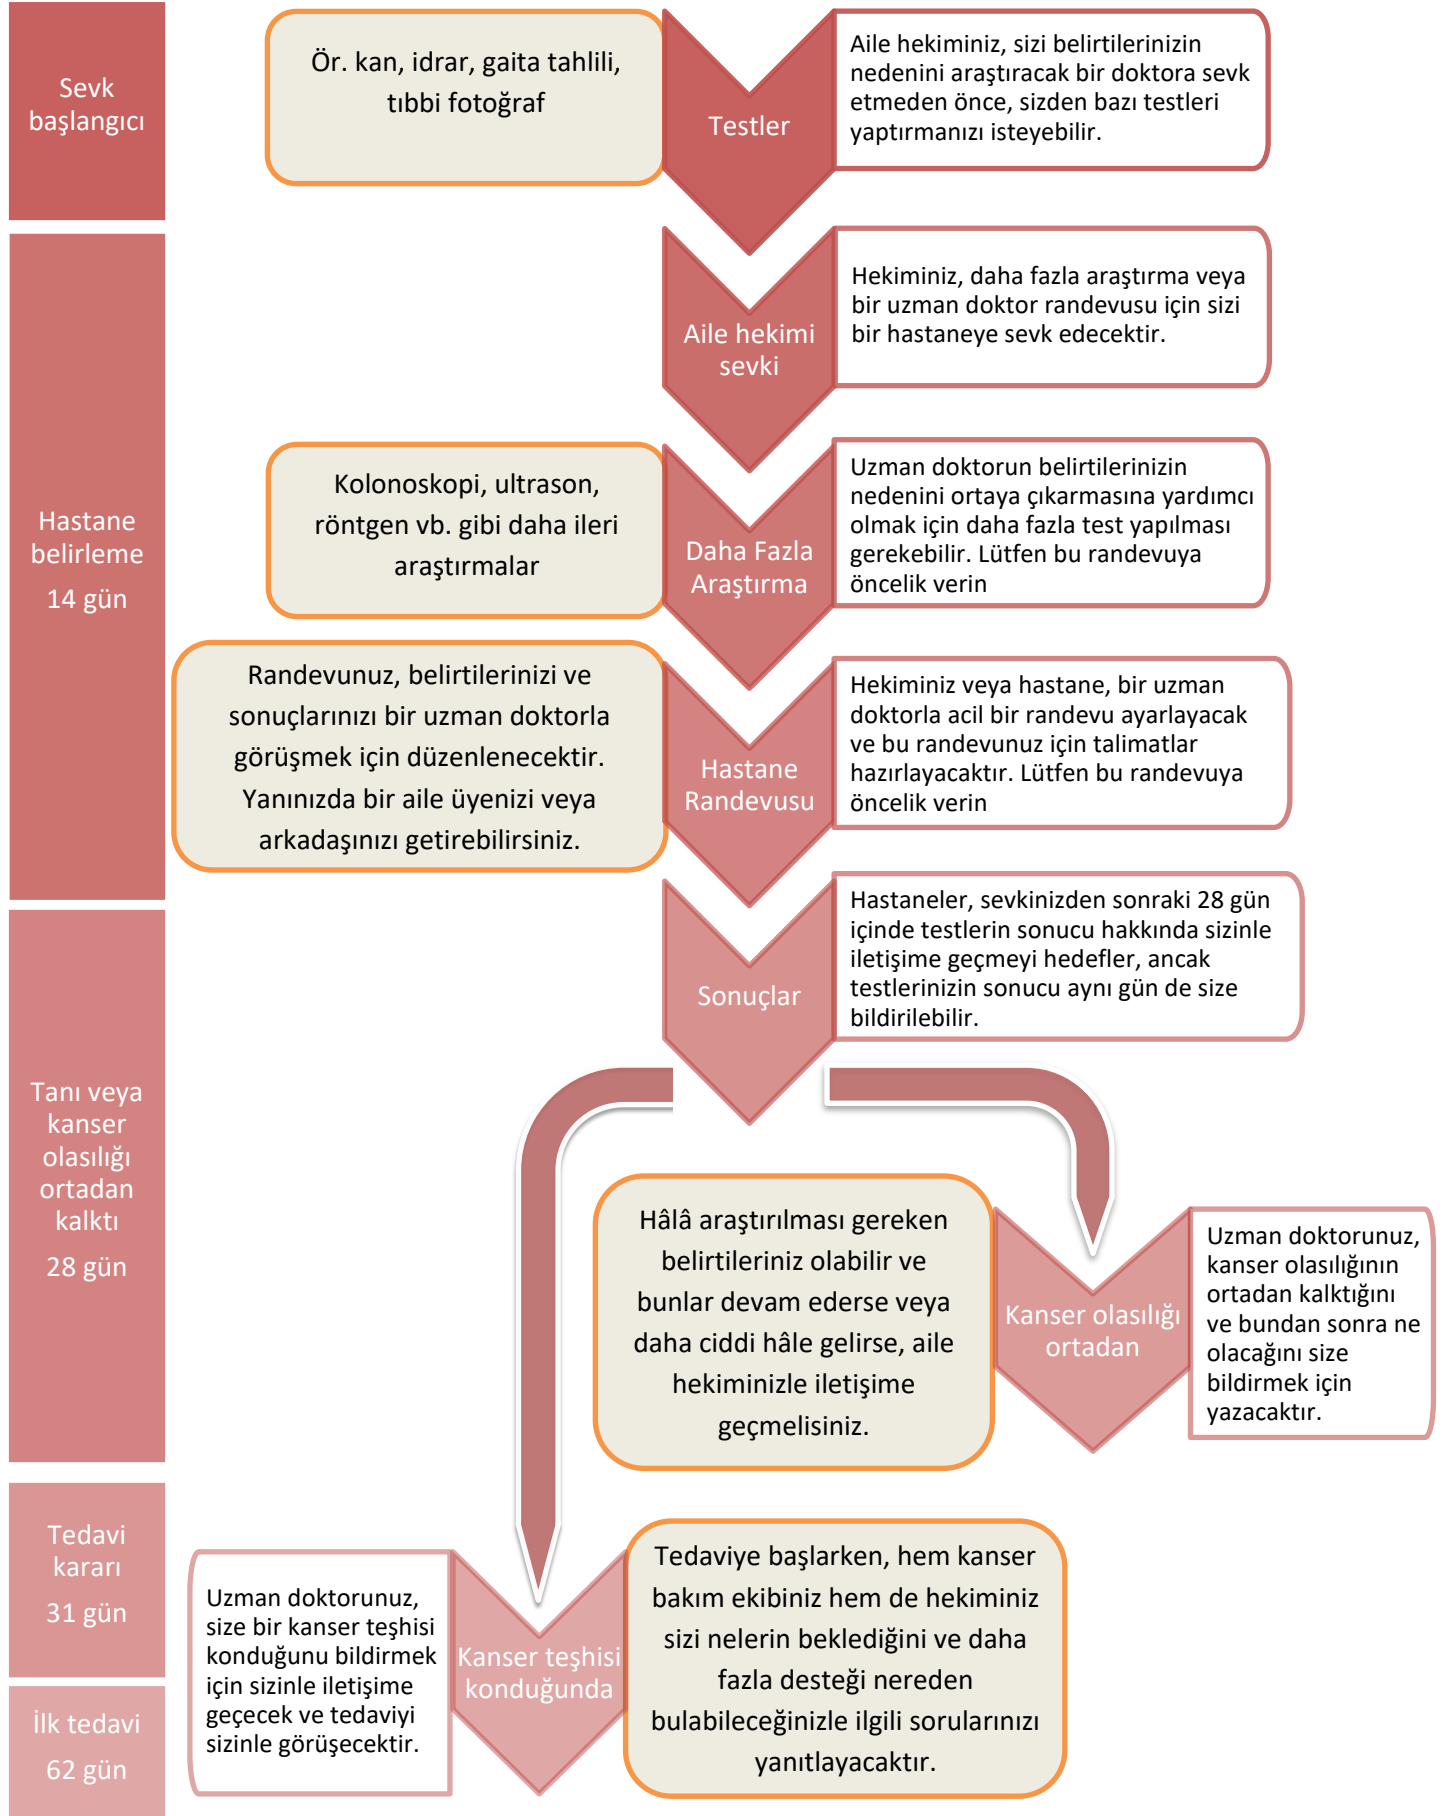 Sevk
başlangıcı
Ör. kan, idrar, gaita tahlili,
tıbbi fotoğraf
Testler
Aile hekiminiz, sizi belirtilerinizin
nedenini araştıracak bir doktora sevk
etmeden önce, sizden bazı testleri
yaptırmanızı isteyebilir.
Hastane
belirleme
14 gün
Aile hekimi
sevki
Hekiminiz, daha fazla araştırma veya
bir uzman doktor randevusu için sizi
bir hastaneye sevk edecektir.
Kolonoskopi, ultrason,
röntgen vb. gibi daha ileri
araştırmalar
Daha Fazla
Araştırma
Uzman doktorun belirtilerinizin
nedenini ortaya çıkarmasına yardımcı
olmak için daha fazla test yapılması
gerekebilir. Lütfen bu randevuya
öncelik verin
Randevunuz, belirtilerinizi ve
sonuçlarınızı bir uzman doktorla
görüşmek için düzenlenecektir.
Yanınızda bir aile üyenizi veya
arkadaşınızı getirebilirsiniz.
Hastane
Randevusu
Hekiminiz veya hastane, bir uzman
doktorla acil bir randevu ayarlayacak
ve bu randevunuz için talimatlar
hazırlayacaktır. Lütfen bu randevuya
öncelik verin
Tanı veya
kanser
olasılığı
ortadan
kalktı
28 gün
Sonuçlar
Hastaneler, sevkinizden sonraki 28 gün
içinde testlerin sonucu hakkında sizinle
iletişime geçmeyi hedefler, ancak
testlerinizin sonucu aynı gün de size
bildirilebilir.
Hâlâ araştırılması gereken
belirtileriniz olabilir ve
bunlar devam ederse veya
daha ciddi hâle gelirse, aile
hekiminizle iletişime
geçmelisiniz.
Kanser olasılığı
ortadan
Uzman doktorunuz,
kanser olasılığının
ortadan kalktığını
ve bundan sonra ne
olacağını size
bildirmek için
yazacaktır.
Tedavi
kararı
31 gün
İlk tedavi
62 gün
Uzman doktorunuz,
size bir kanser teşhisi
konduğunu bildirmek
için sizinle iletişime
geçecek ve tedaviyi
sizinle görüşecektir.
Kanser teşhisi
konduğunda
Tedaviye başlarken, hem kanser
bakım ekibiniz hem de hekiminiz
sizi nelerin beklediğini ve daha
fazla desteği nereden
bulabileceğinizle ilgili sorularınızı
yanıtlayacaktır.